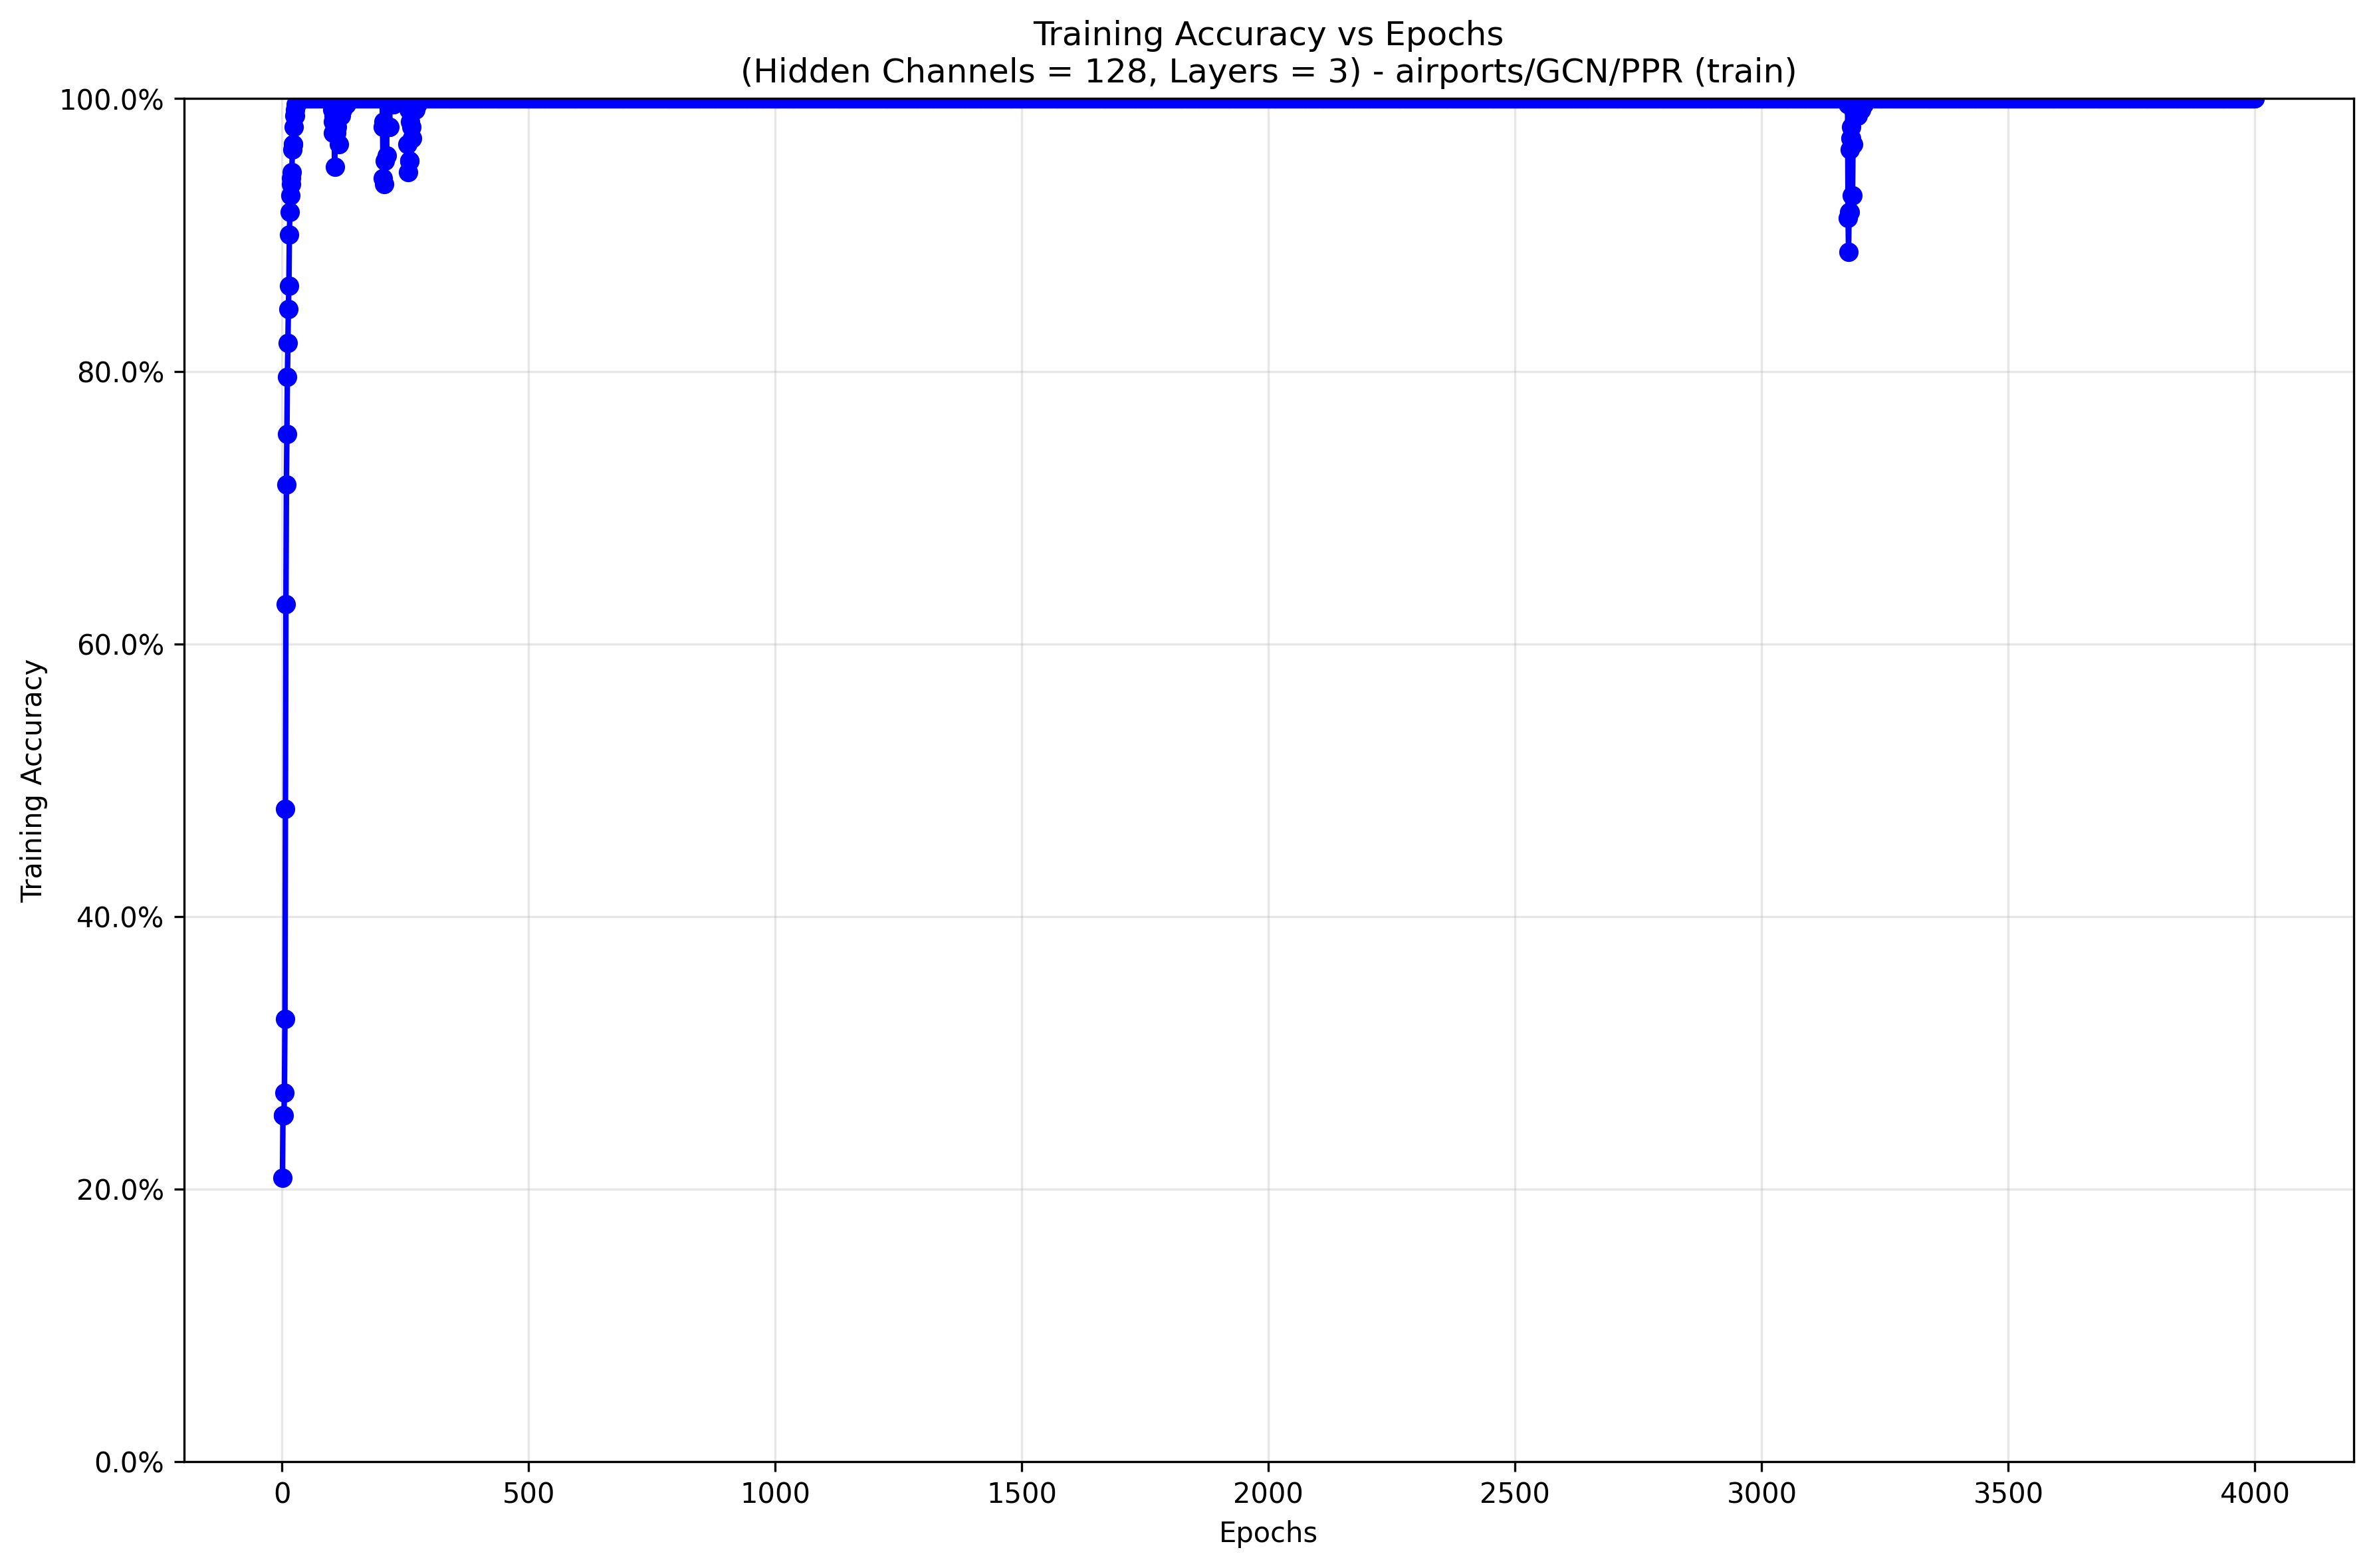 Training Accuracy vs Epochs
(Hidden Channels = 128, Layers = 3) - airports/GCN/PPR (train)
100.0%
80.0%
60.0%
40.0%
20.0%
0.0%
Training Accuracy
0 500 1000 1500 2000 2500 3000 3500 4000
Epochs